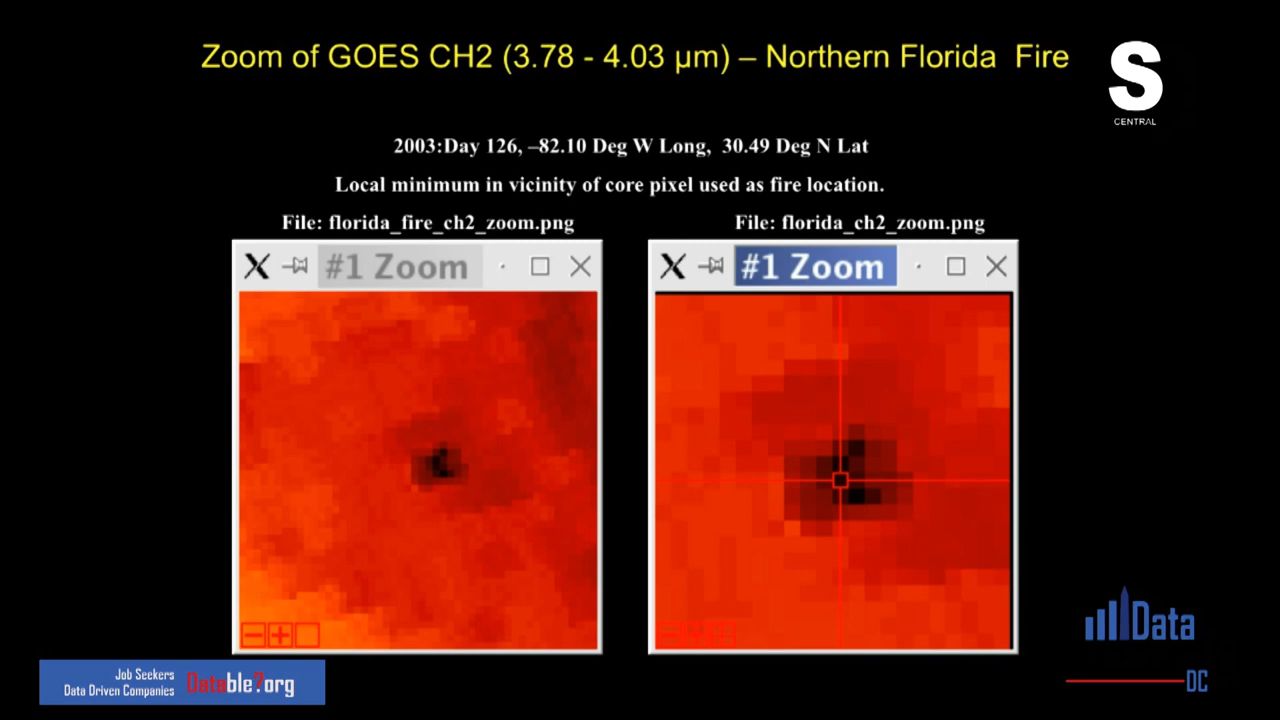 Zoom of GOES CH2 (3.78 - 4.03 µm) – Northern Florida Fire
S
CENTRAL
2003:Day 126, –82.10 Deg W Long, 30.49 Deg N Lat
Local minimum in vicinity of core pixel used as fire location.
File: florida_fire_ch2_zoom.png
File: florida_ch2_zoom.png
#1 Zoom
#1 Zoom
Data
DC
Job Seekers
Data Driven Companies
Datable?org